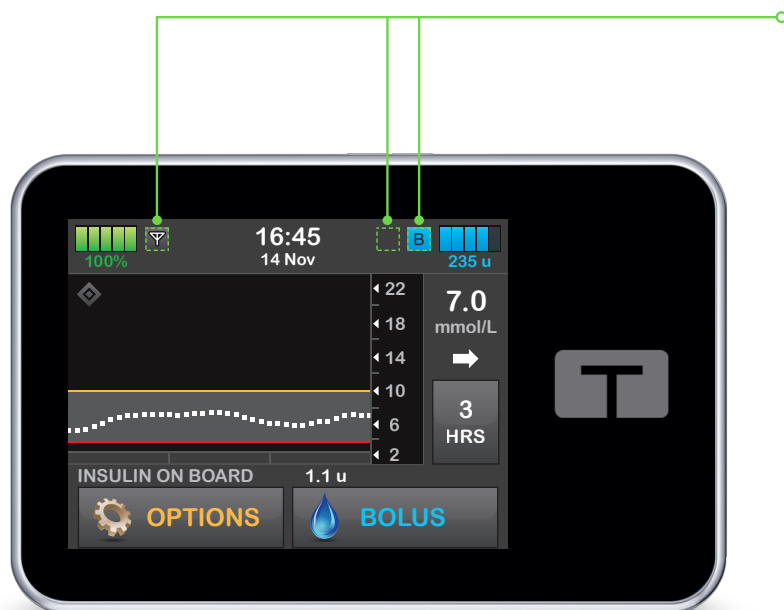 16:45
B
100%
14 Nov
235 u
22
18
14
10
6
2
7.0
mmol/L
3
HRS
INSULIN ON BOARD 1.1 u
OPTIONS
BOLUS
T